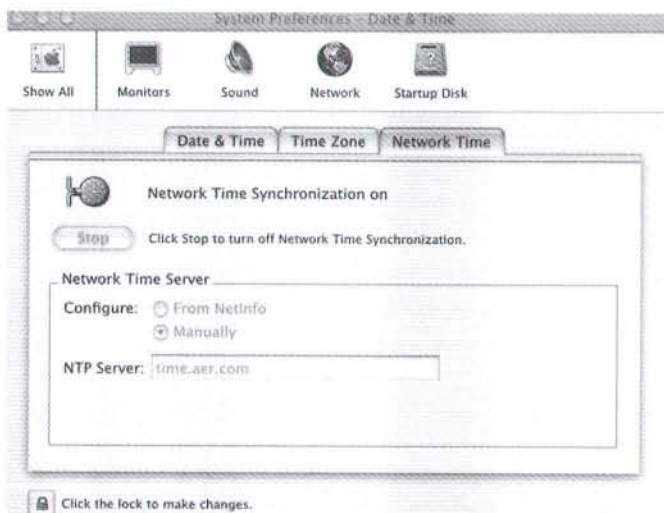 System Preferences – Date & Time
Show All
Monitors
Sound
Network
Startup Disk
Date & Time
Time Zone
Network Time
Network Time Synchronization on
Stop
Click Stop to turn off Network Time Synchronization.
Network Time Server
Configure:
From NetInfo
Manually
NTP Server:
time.aer.com
Click the lock to make changes.